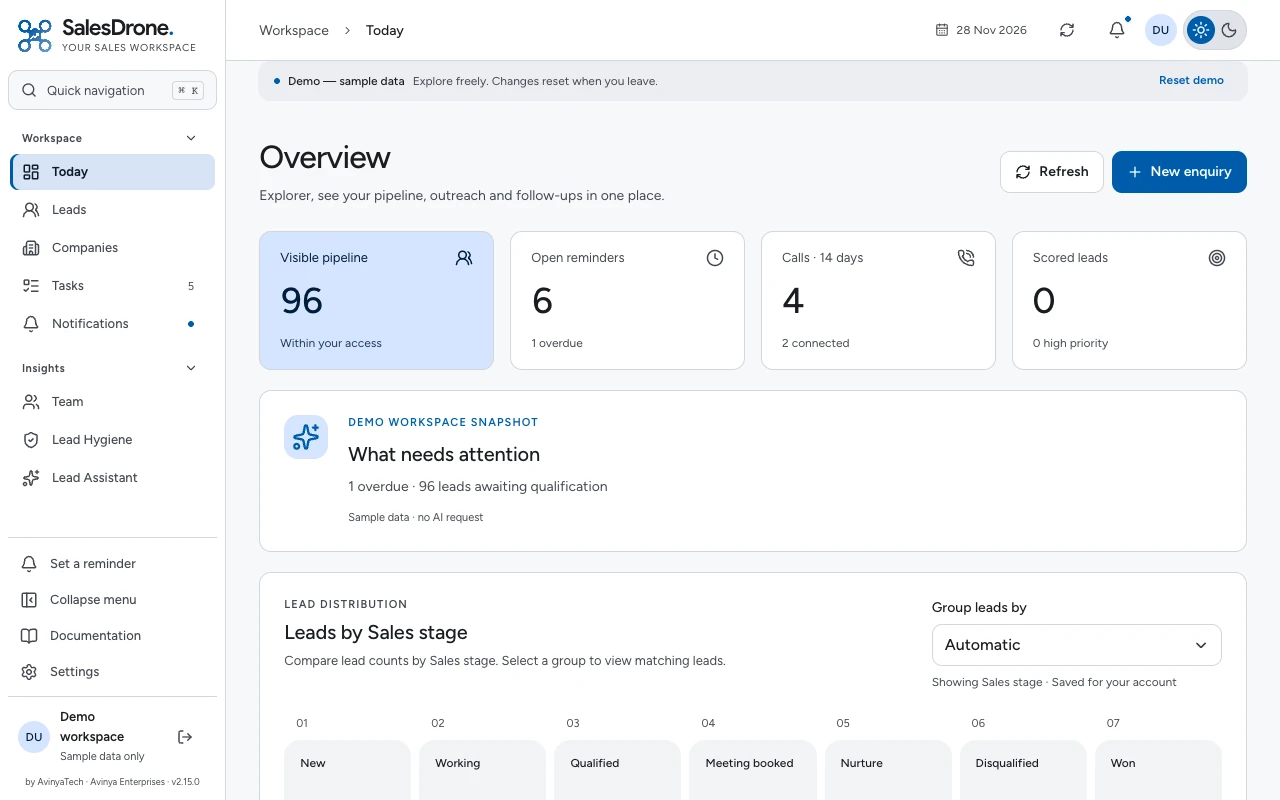 SalesDrone.
YOUR SALES WORKSPACE
Quick navigation
⌘ K
Workspace
Today
Leads
Companies
Tasks
5
Notifications
Insights
Team
Lead Hygiene
Lead Assistant
Set a reminder
Collapse menu
Documentation
Settings
DU
Demo
workspace
Sample data only
by AvinyaTech · Avinya Enterprises · v2.15.0
Workspace
Today
28 Nov 2026
DU
Demo — sample data Explore freely. Changes reset when you leave.
Reset demo
Overview
Explorer, see your pipeline, outreach and follow-ups in one place.
Refresh
New enquiry
Visible pipeline
96
Within your access
Open reminders
6
1 overdue
Calls · 14 days
4
2 connected
Scored leads
0
0 high priority
DEMO WORKSPACE SNAPSHOT
What needs attention
1 overdue · 96 leads awaiting qualification
Sample data · no AI request
LEAD DISTRIBUTION
Leads by Sales stage
Compare lead counts by Sales stage. Select a group to view matching leads.
Group leads by
Automatic
Showing Sales stage · Saved for your account
01
New
02
Working
03
Qualified
04
Meeting booked
05
Nurture
06
Disqualified
07
Won